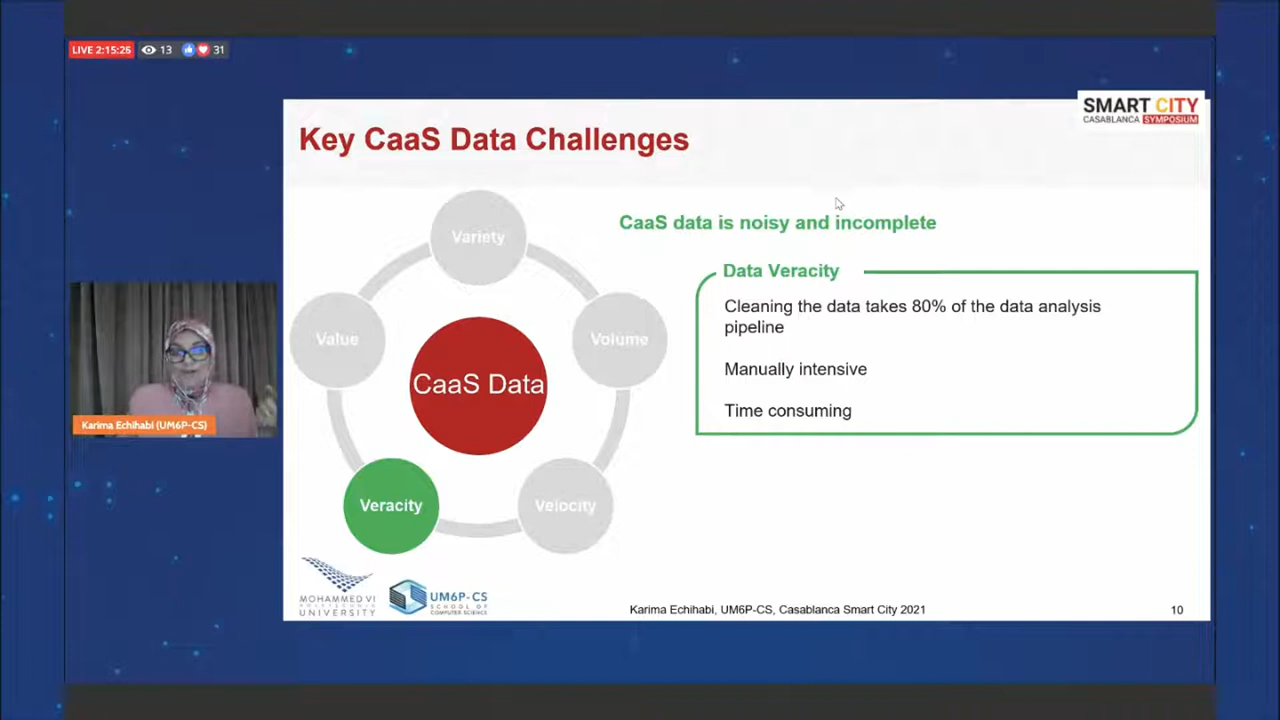 LIVE 2:15:25 13 31
SMART CITY
CASABLANCA SYMPOSIUM
Key CaaS Data Challenges
CaaS data is noisy and incomplete
Variety
Value
Volume
CaaS Data
Veracity
Velocity
Data Veracity
Cleaning the data takes 80% of the data analysis
pipeline
Manually intensive
Time consuming
Karima Echihabi (UM6P-CS)
MOHAMMED VI
POLYTECHNIC
UNIVERSITY
UM6P-CS
SCHOOL OF
COMPUTER SCIENCE
Karima Echihabi, UM6P-CS, Casablanca Smart City 2021
10